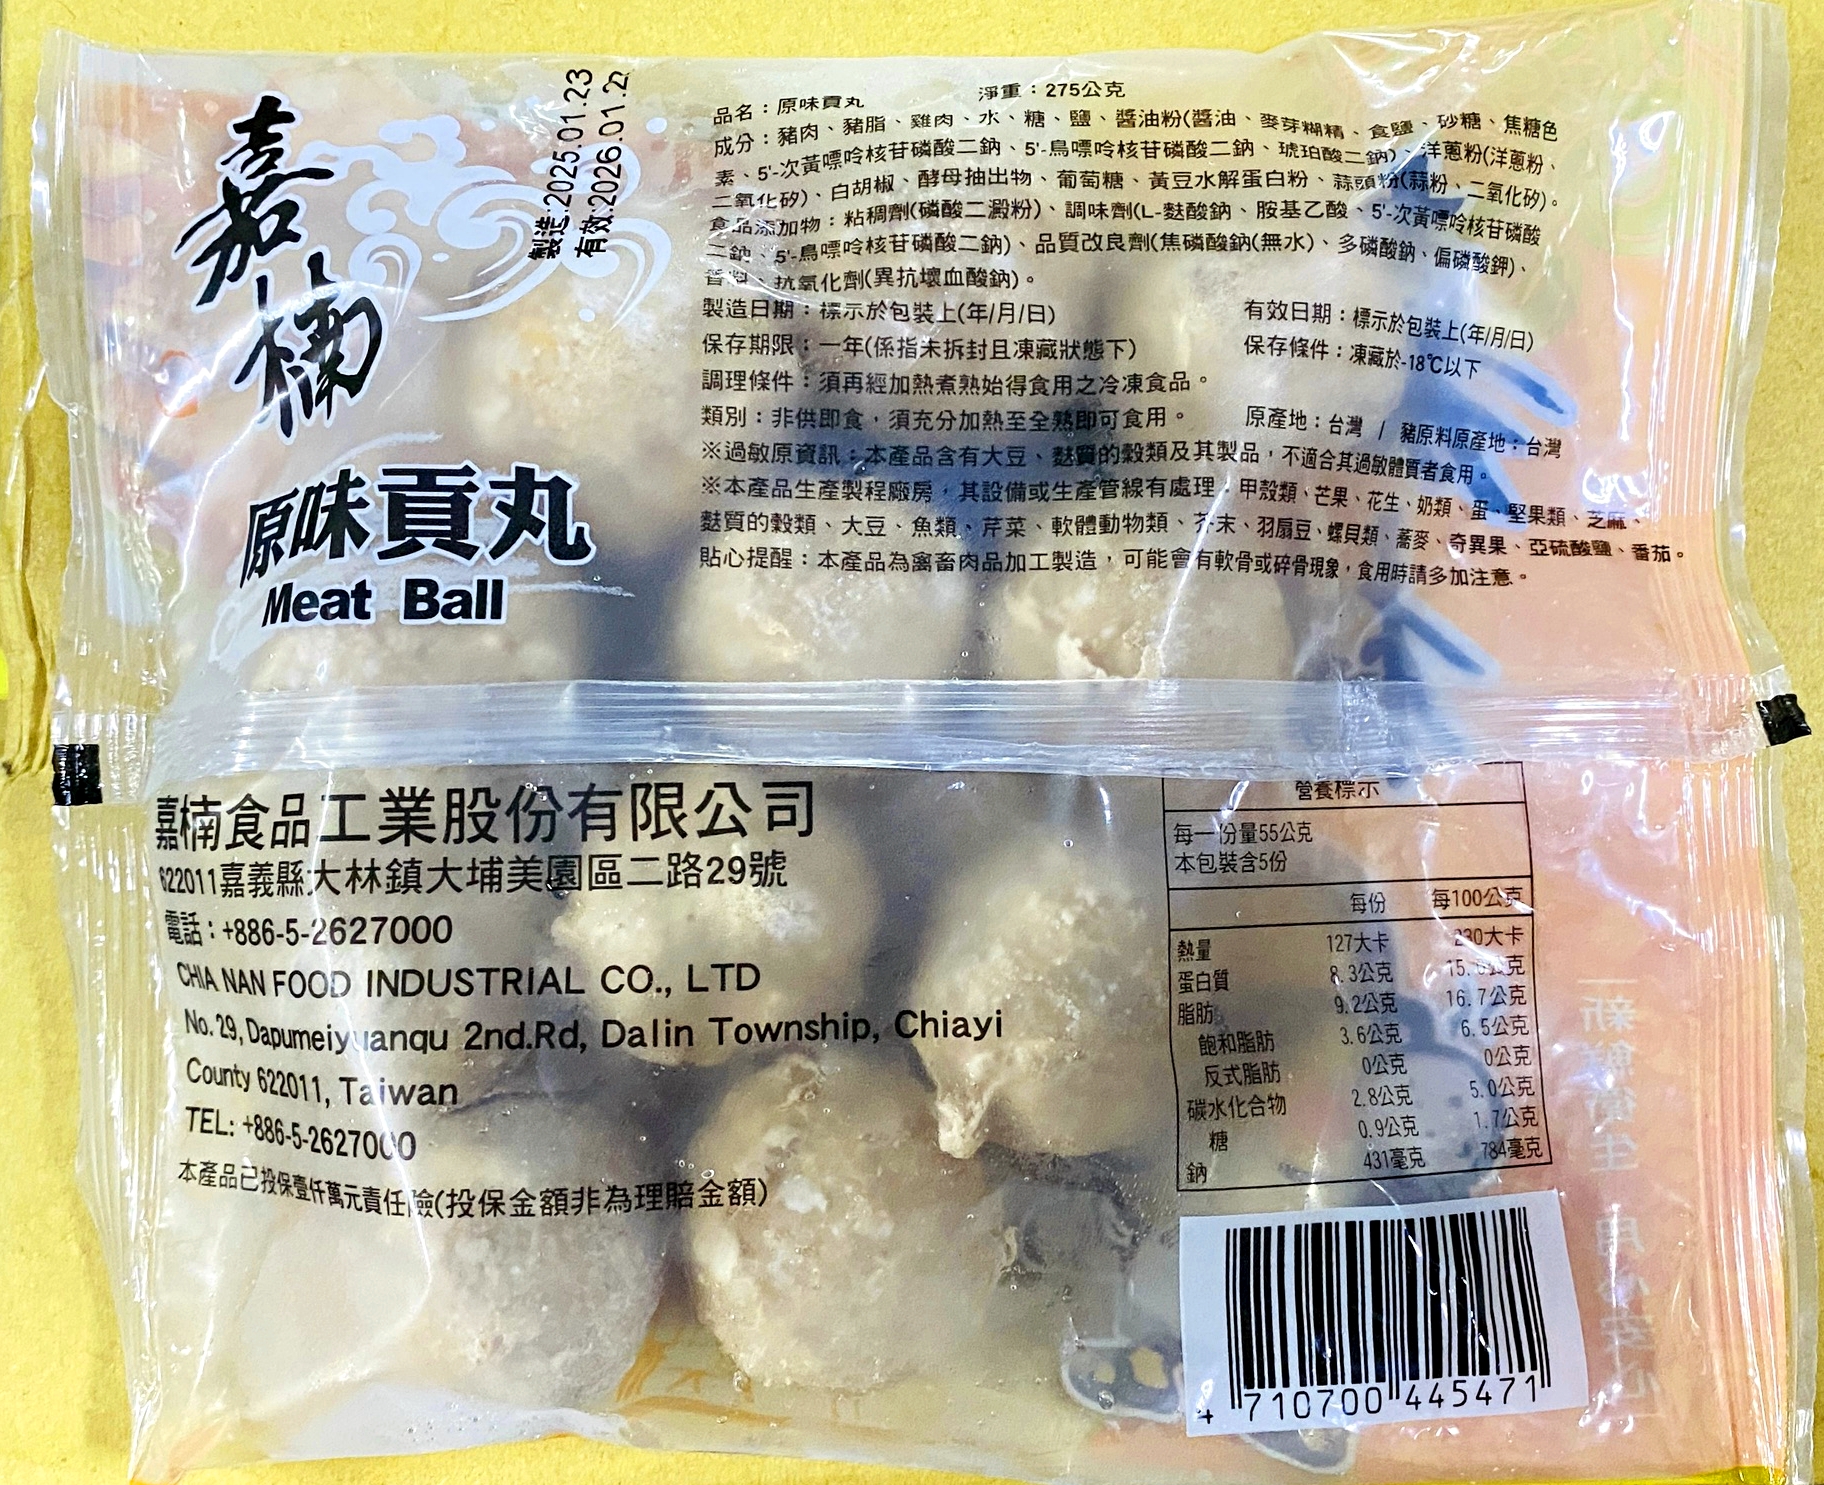 嘉楠
原味貢丸
Meat Ball
製造:2025.01.23
有效:2026.01.2
品名：原味貢丸 淨重：275公克
成分：豬肉、豬脂、雞肉、水、糖、鹽、醬油粉(醬油、麥芽糊精、食鹽、砂糖、焦糖色
素、5'-次黃嘌呤核苷磷酸二鈉、5'-鳥嘌呤核苷磷酸二鈉、琥珀酸二鈉)、洋蔥粉(洋蔥粉、
二氧化矽)、白胡椒、酵母抽出物、葡萄糖、黃豆水解蛋白粉、蒜頭粉(蒜粉、二氧化矽)。
食品添加物：粘稠劑(磷酸二澱粉)、調味劑(L-麩酸鈉、胺基乙酸、5'-次黃嘌呤核苷磷酸
二鈉、5'-鳥嘌呤核苷磷酸二鈉)、品質改良劑(焦磷酸鈉(無水)、多磷酸鈉、偏磷酸鉀)、
香料、抗氧化劑(異抗壞血酸鈉)。
製造日期：標示於包裝上(年/月/日) 有效日期：標示於包裝上(年/月/日)
保存期限：一年(係指未拆封且凍藏狀態下) 保存條件：凍藏於-18℃以下
調理條件：須再經加熱煮熟始得食用之冷凍食品。
類別：非供即食，須充分加熱至全熟即可食用。 原產地：台灣 / 豬原料原產地：台灣
※過敏原資訊：本產品含有大豆、麩質的穀類及其製品，不適合其過敏體質者食用。
※本產品生產製程廠房，其設備或生產管線有處理：甲殼類、芒果、花生、奶類、蛋、堅果類、芝麻、
麩質的穀類、大豆、魚類、芹菜、軟體動物類、芥末、羽扇豆、螺貝類、蕎麥、奇異果、亞硫酸鹽、番茄。
貼心提醒：本產品為禽畜肉品加工製造，可能會有軟骨或碎骨現象，食用時請多加注意。
嘉楠食品工業股份有限公司
622011嘉義縣大林鎮大埔美園區二路29號
電話：+886-5-2627000
CHIA NAN FOOD INDUSTRIAL CO., LTD
No.29,Dapumeiyuanqu 2nd.Rd, Dalin Township, Chiayi
County 622011, Taiwan
TEL: +886-5-2627000
本產品已投保壹仟萬元責任險(投保金額非為理賠金額)
營養標示
每一份量55公克
本包裝含5份
每份 每100公克
熱量 127大卡 230大卡
蛋白質 8.3公克 15.公克
脂肪 9.2公克 16.7公克
飽和脂肪 3.6公克 6.5公克
反式脂肪 0公克 0公克
碳水化合物 2.8公克 5.0公克
糖 0.9公克 1.7公克
鈉 431毫克 784毫克
4 710700 445471